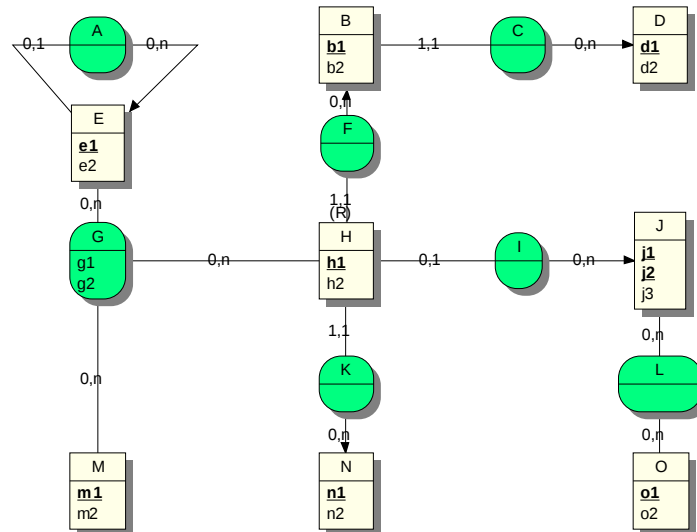 A
0,1
0,n
B
b1
b2
1,1
C
0,n
D
d1
d2
E
e1
e2
0,n
F
0,n
1,1
(R)
G
g1
g2
0,n
H
h1
h2
0,1
I
0,n
J
j1
j2
j3
0,n
1,1
0,n
K
L
0,n
0,n
M
m1
m2
N
n1
n2
O
o1
o2